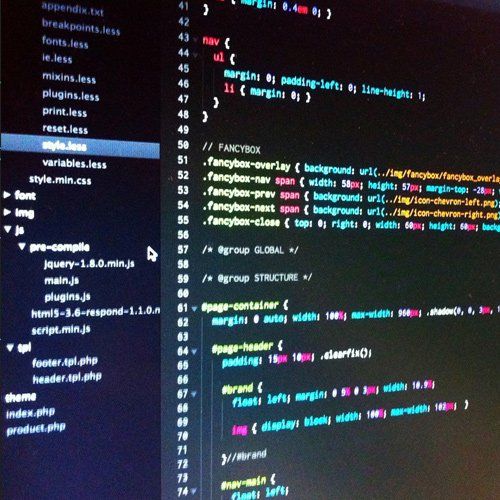 appendix.txt
breakpoints.less
fonts.less
ie.less
mixins.less
plugins.less
print.less
reset.less
style.less
variables.less
style.min.css
font
img
js
pre-compile
jquery-1.8.0.min.js
main.js
plugins.js
html5-3.6-respond-1.1.0.n
script.min.js
tpl
footer.tpl.php
header.tpl.php
theme
index.php
product.php
41 { margin: 0.4em 0; }
42 }
43
44 nav {
45 ul {
46 margin: 0; padding-left: 0; line-height: 1;
47 li { margin: 0; }
48 }
49 }
50 // FANCYBOX
51 .fancybox-overlay { background: url(../img/fancybox/fancybox_overla
52 .fancybox-nav span { width: 58px; height: 57px; margin-top: -28px;
53 .fancybox-prev span { background: url(../img/icon-chevron-left.png)
54 .fancybox-next span { background: url(../img/icon-chevron-right.png)
55 .fancybox-close { top: 0; right: 0; width: 60px; height: 60px; backg
56
57 /* @group GLOBAL */
58
59 /* @group STRUCTURE */
60
61 #page-container {
62 margin: 0 auto; width: 100%; max-width: 960px; .shadow(0, 0, 3px,
63
64 #page-header {
65 padding: 15px 10px; .clearfix();
66
67 #brand {
68 float: left; margin: 0 5% 0 3px; width: 10.9%;
69
70 img { display: block; width: 100%; max-width: 102px; }
71
72 }//#brand
73 #nav-main {
74 float: left;